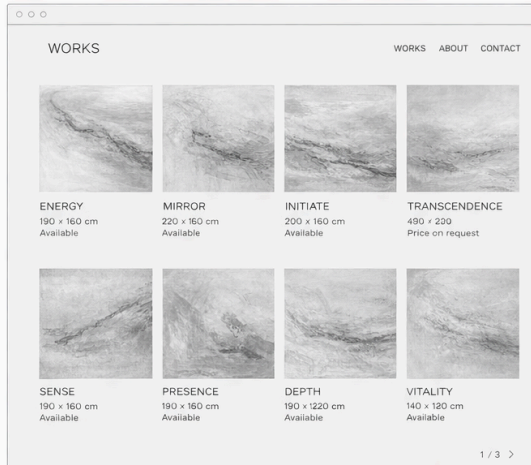 WORKS
WORKS ABOUT CONTACT
ENERGY
190 × 160 cm
Available
MIRROR
220 × 160 cm
Available
INITIATE
200 × 160 cm
Available
TRANSCENDENCE
490 × 200
Price on request
SENSE
190 × 160 cm
Available
PRESENCE
190 × 160 cm
Available
DEPTH
190 × 1220 cm
Available
VITALITY
140 × 120 cm
Available
1 / 3 >